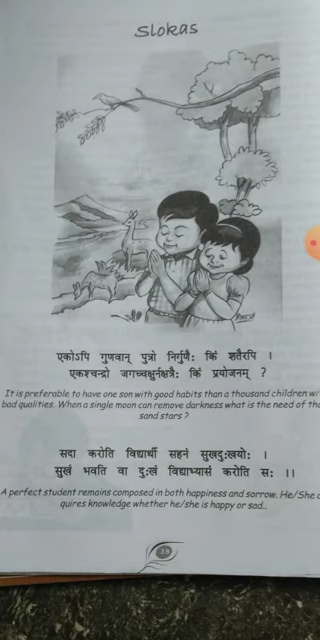 Slokas
एकोऽपि गुणवान् पुत्रो निर्गुणैः किं शतैरपि ।
एकश्चन्द्रो जगच्चक्षुर्नक्षत्रैः किं प्रयोजनम् ?
It is preferable to have one son with good habits than a thousand children wi
bad qualities. When a single moon can remove darkness what is the need of tho
sand stars ?
सदा करोति विद्यार्थी सहनं सुखदुःखयोः ।
सुखं भवति वा दुःखं विद्याभ्यासं करोति सः ।।
A perfect student remains composed in both happiness and sorrow. He/She
quires knowledge whether he/she is happy or sad..